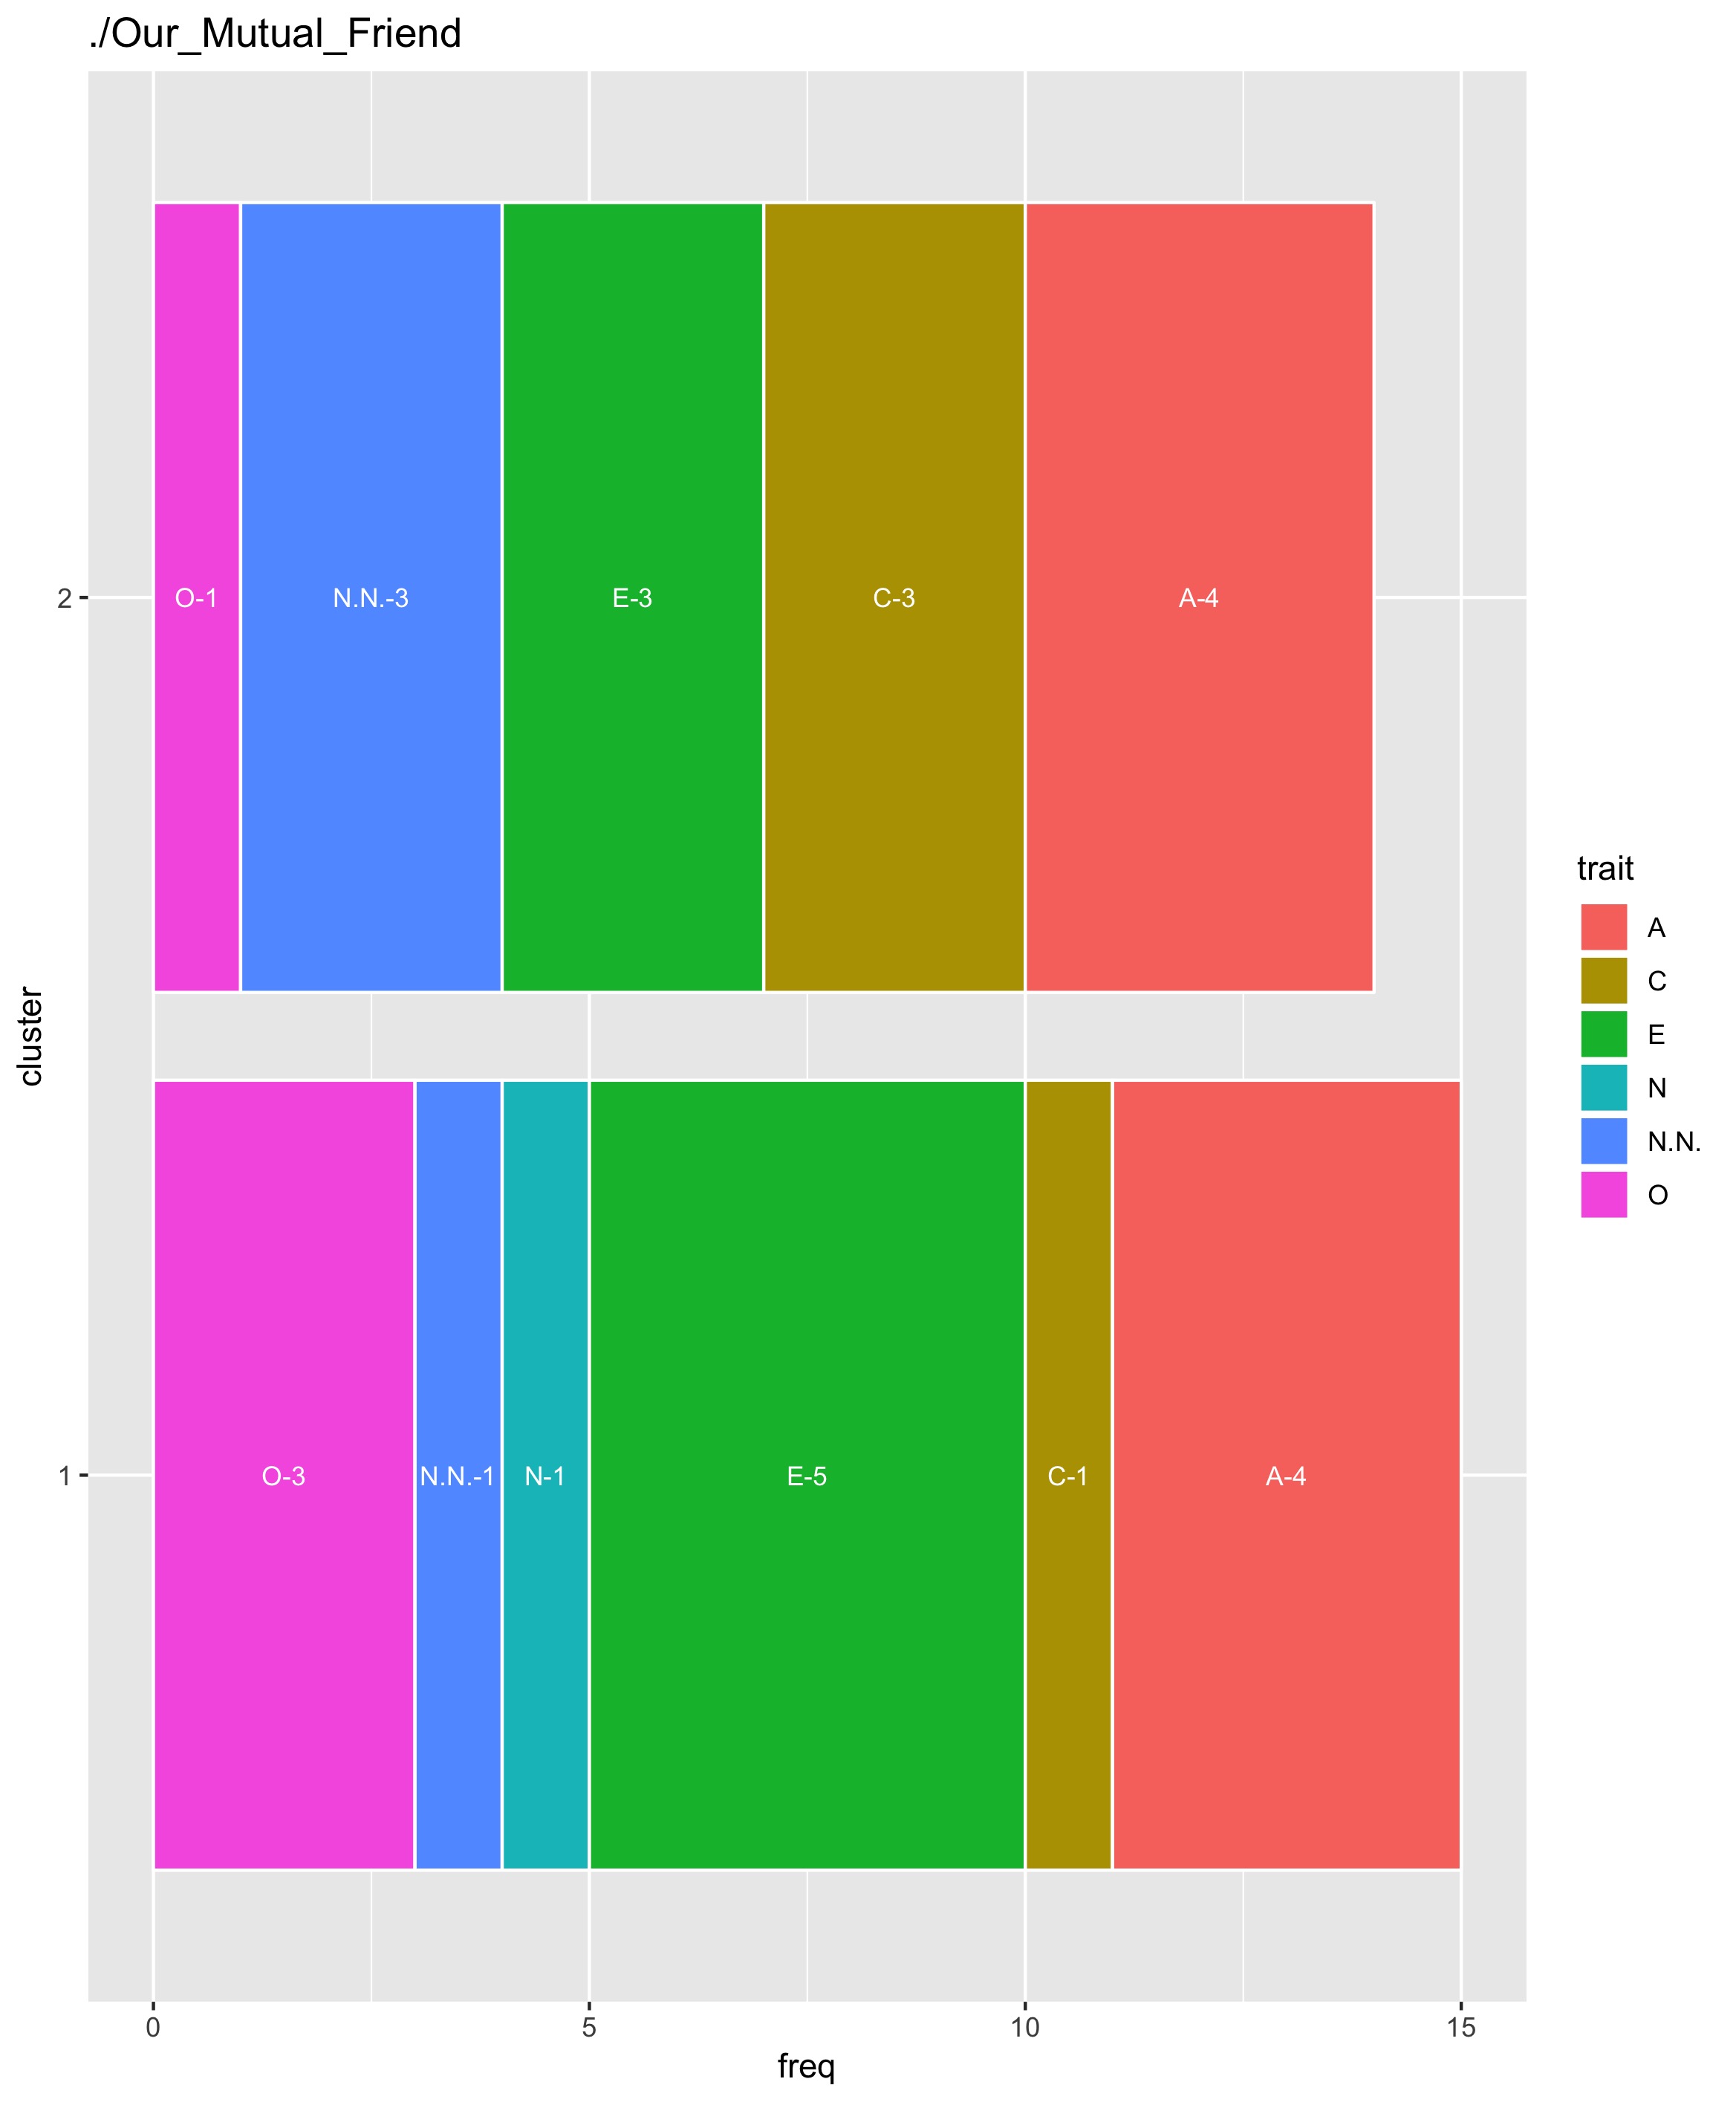 ./Our_Mutual_Friend
cluster
2
O-1 N.N.-3 E-3 C-3 A-4
1
O-3 N.N.-1 N-1 E-5 C-1 A-4
0 5 10 15
freq
trait
A
C
E
N
N.N.
O